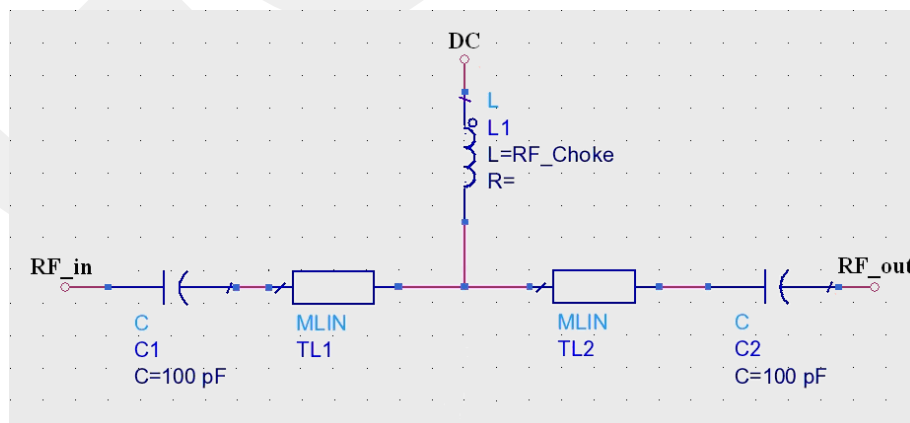 DC
L
L1
L=RF_Choke
R=
RF_in
RF_out
C
C1
C=100 pF
MLIN
TL1
MLIN
TL2
C
C2
C=100 pF